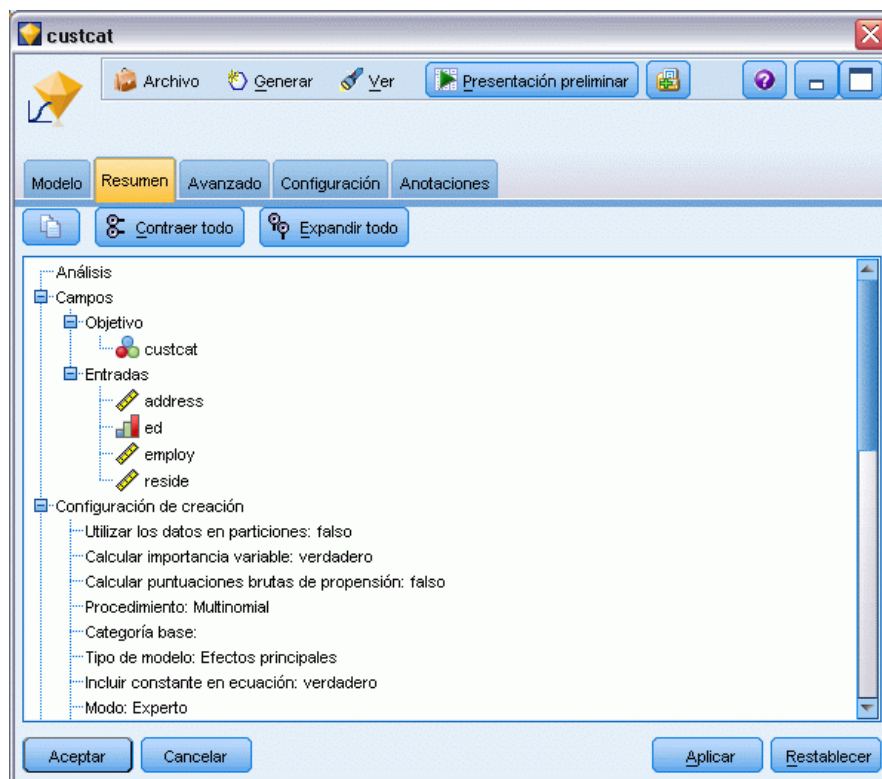 custcat
Archivo Generar Ver Presentación preliminar
Modelo Resumen Avanzado Configuración Anotaciones
Contraer todo Expandir todo
Análisis
Campos
Objetivo
custcat
Entradas
address
ed
employ
reside
Configuración de creación
Utilizar los datos en particiones: falso
Calcular importancia variable: verdadero
Calcular puntuaciones brutas de propensión: falso
Procedimiento: Multinomial
Categoría base:
Tipo de modelo: Efectos principales
Incluir constante en ecuación: verdadero
Modo: Experto
Aceptar Cancelar Aplicar Restablecer